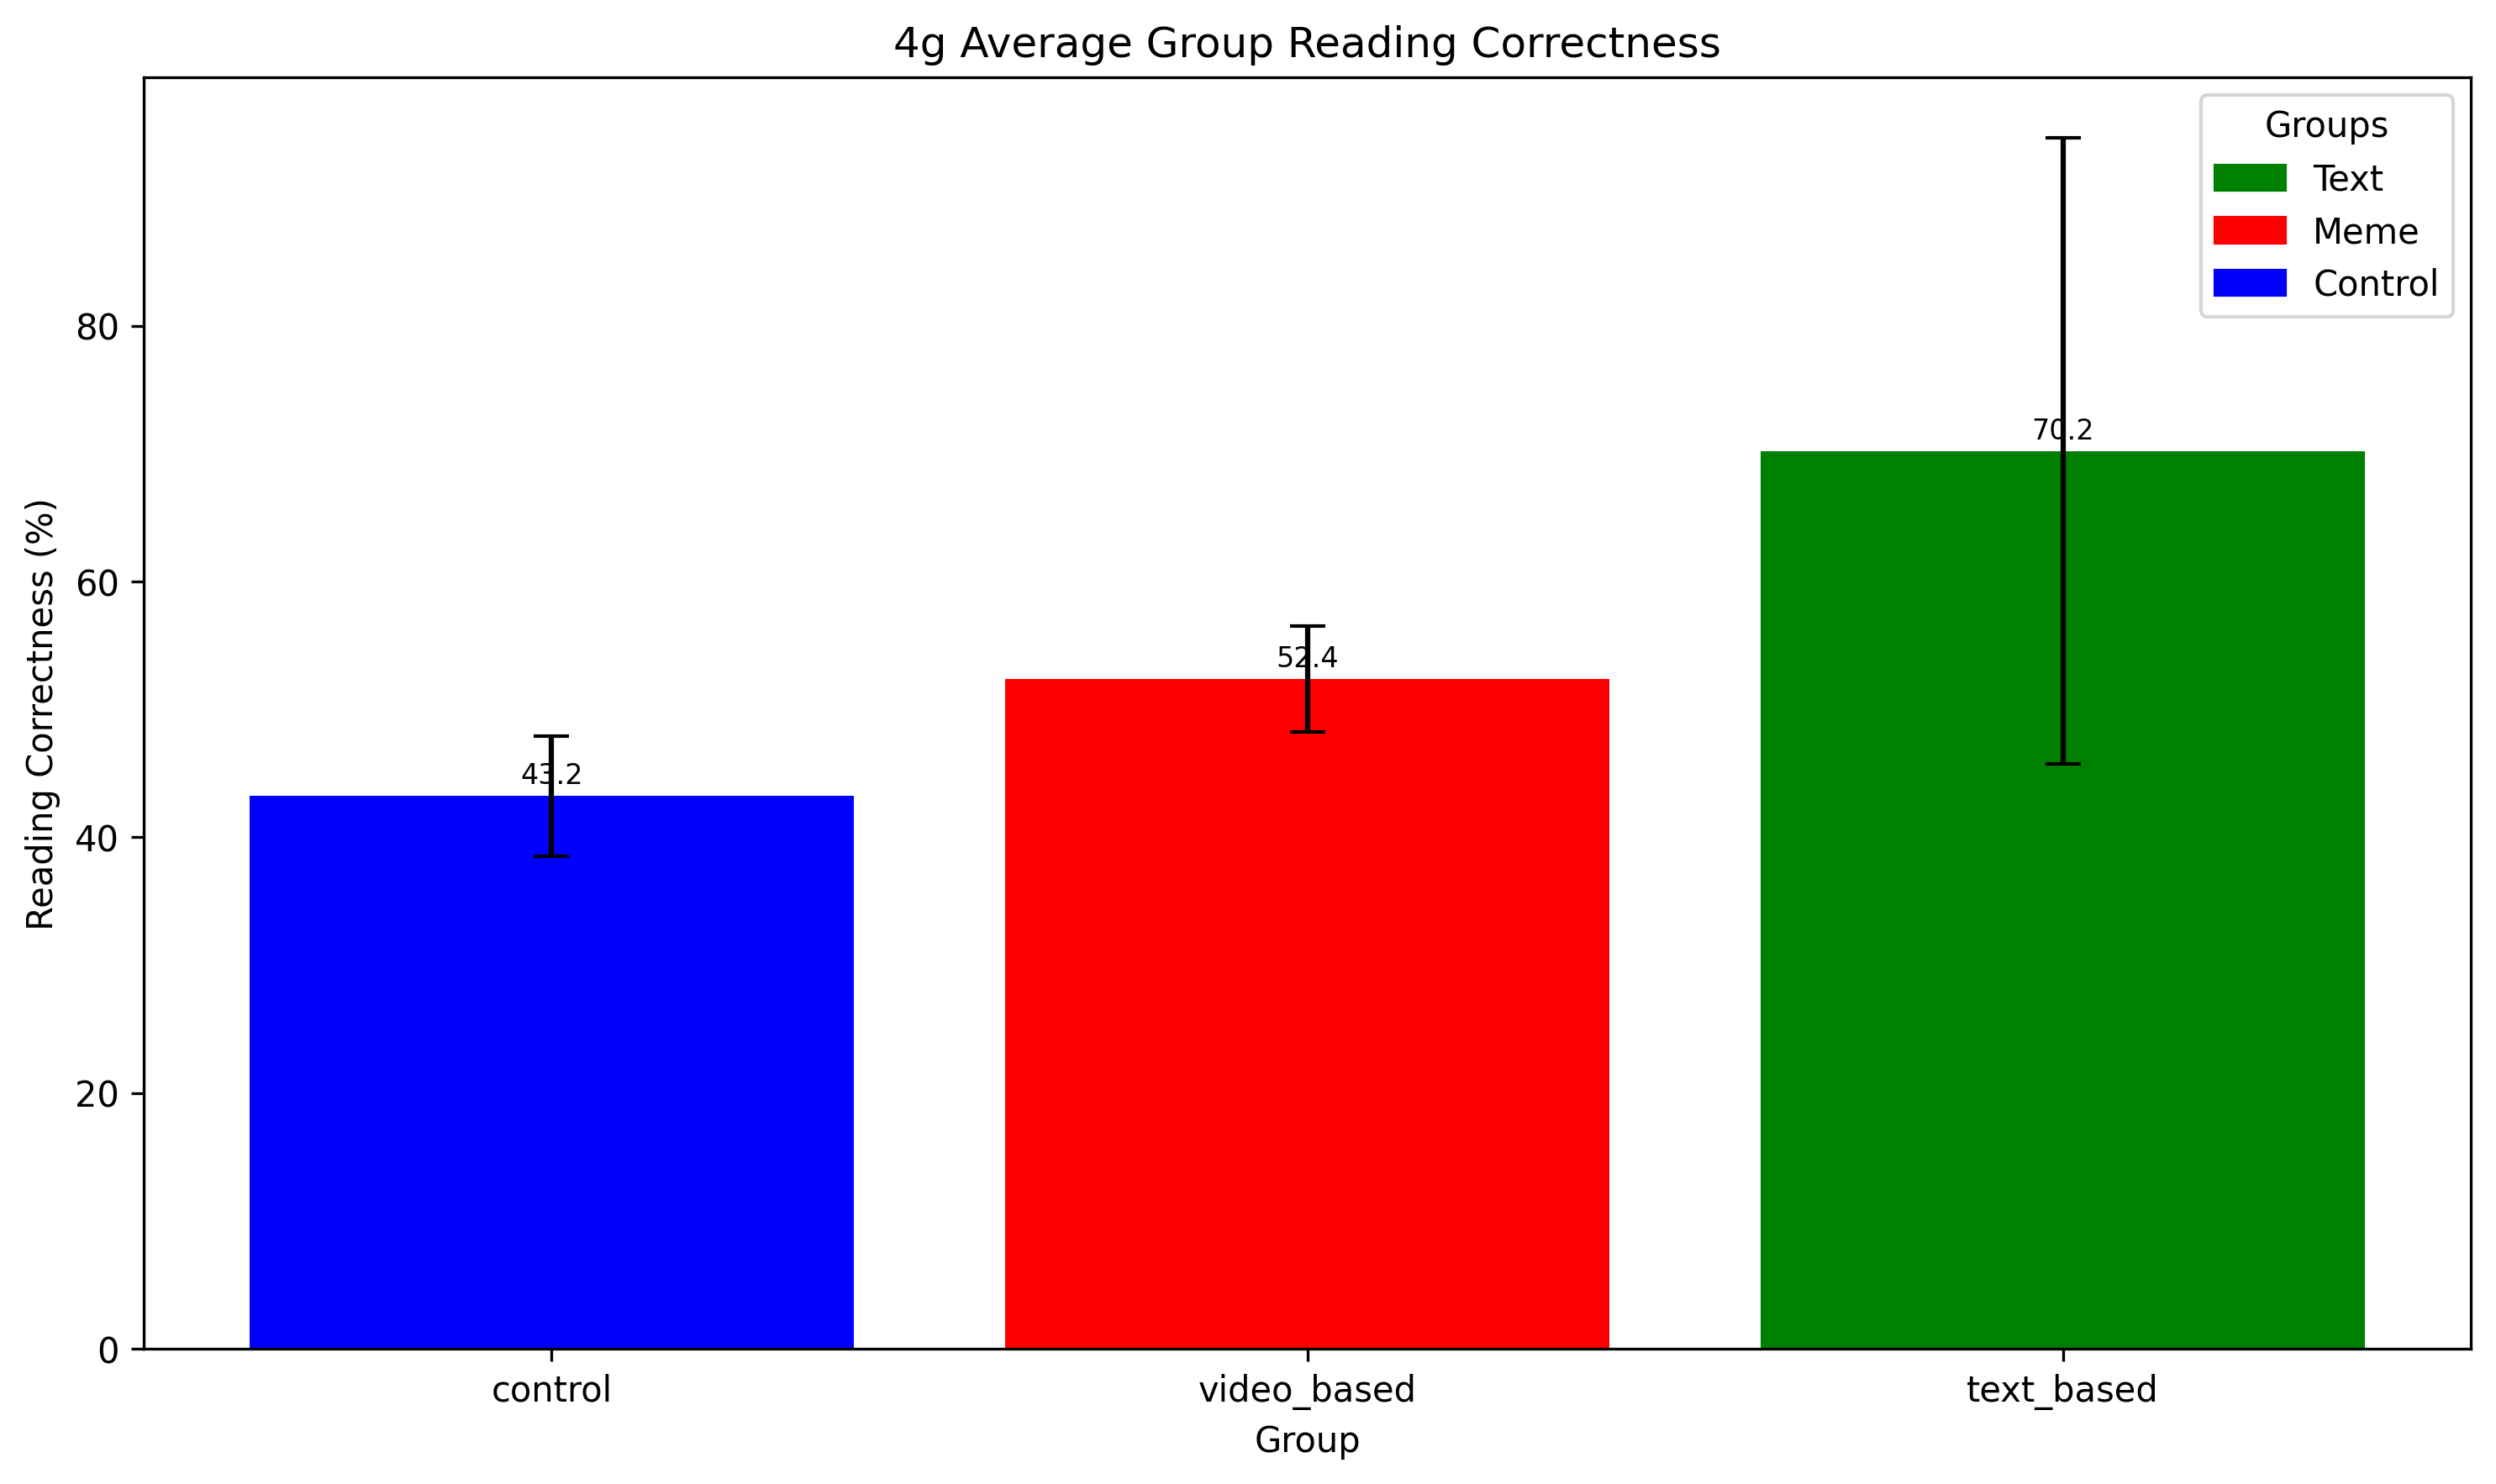 4g Average Group Reading Correctness
Groups
Text
Meme
Control
Reading Correctness (%)
80
60
40
20
0
43.2
52.4
70.2
control
video_based
text_based
Group